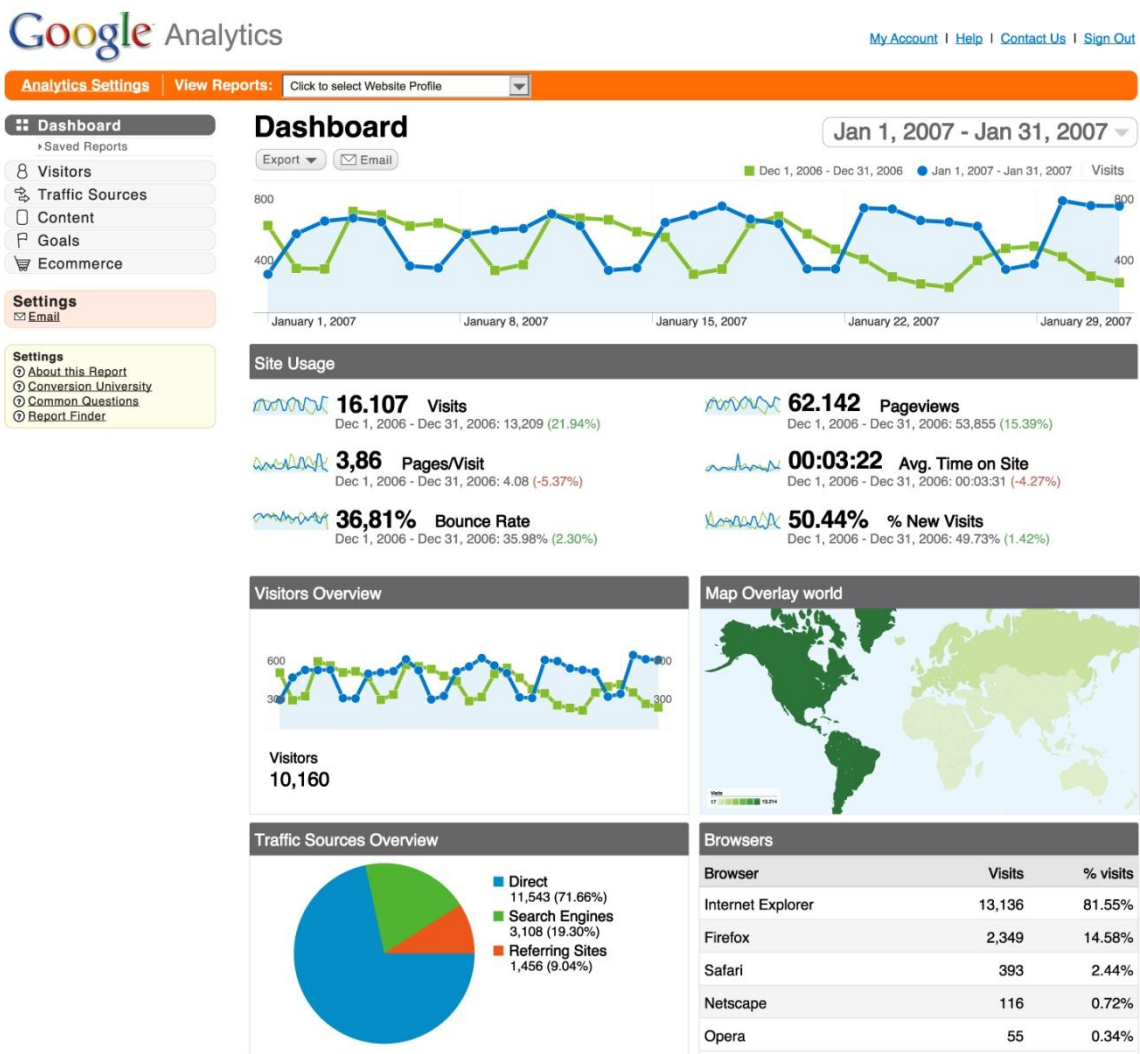 Google Analytics
My Account | Help | Contact Us | Sign Out
Analytics Settings View Reports: Click to select Website Profile
Dashboard
Saved Reports
Visitors
Traffic Sources
Content
Goals
Ecommerce
Settings
Email
Settings
About this Report
Conversion University
Common Questions
Report Finder
Dashboard
Jan 1, 2007 - Jan 31, 2007
Export Email
Dec 1, 2006 - Dec 31, 2006 Jan 1, 2007 - Jan 31, 2007 Visits
800 800
400 400
January 1, 2007 January 8, 2007 January 15, 2007 January 22, 2007 January 29, 2007
Site Usage
16.107 Visits
Dec 1, 2006 - Dec 31, 2006: 13,209 (21.94%)
62.142 Pageviews
Dec 1, 2006 - Dec 31, 2006: 53,855 (15.39%)
3,86 Pages/Visit
Dec 1, 2006 - Dec 31, 2006: 4.08 (-5.37%)
00:03:22 Avg. Time on Site
Dec 1, 2006 - Dec 31, 2006: 00:03:31 (-4.27%)
36,81% Bounce Rate
Dec 1, 2006 - Dec 31, 2006: 35.98% (2.30%)
50.44% % New Visits
Dec 1, 2006 - Dec 31, 2006: 49.73% (1.42%)
Visitors Overview
600 600
300 300
Visitors
10,160
Map Overlay world
Visits
Traffic Sources Overview
Direct
11,543 (71.66%)
Search Engines
3,108 (19.30%)
Referring Sites
1,456 (9.04%)
Browsers
Browser Visits % visits
Internet Explorer 13,136 81.55%
Firefox 2,349 14.58%
Safari 393 2.44%
Netscape 116 0.72%
Opera 55 0.34%